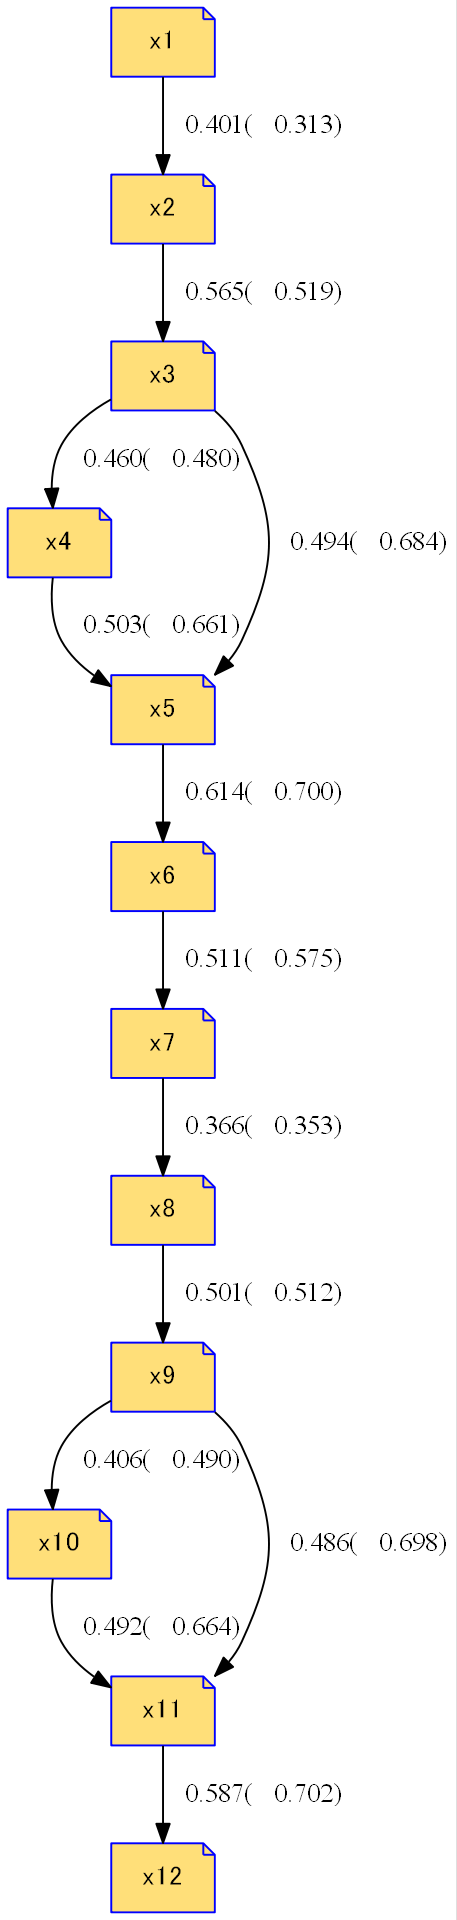 x1
0.401( 0.313)
x2
0.565( 0.519)
x3
0.460( 0.480)
x4
0.494( 0.684)
0.503( 0.661)
x5
0.614( 0.700)
x6
0.511( 0.575)
x7
0.366( 0.353)
x8
0.501( 0.512)
x9
0.406( 0.490)
x10
0.486( 0.698)
0.492( 0.664)
x11
0.587( 0.702)
x12